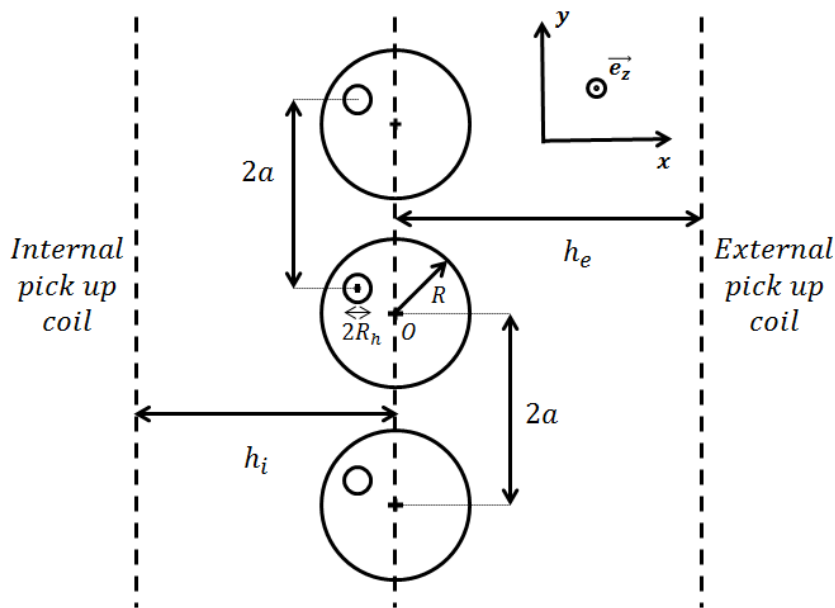 y
e_z
x
2a
Internal
pick up
coil
h_e
External
pick up
coil
R
2R_h
O
2a
h_i